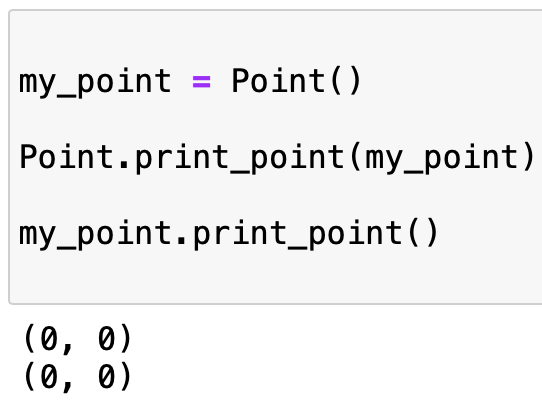 my_point = Point()
Point.print_point(my_point)
my_point.print_point()
(0, 0)
(0, 0)